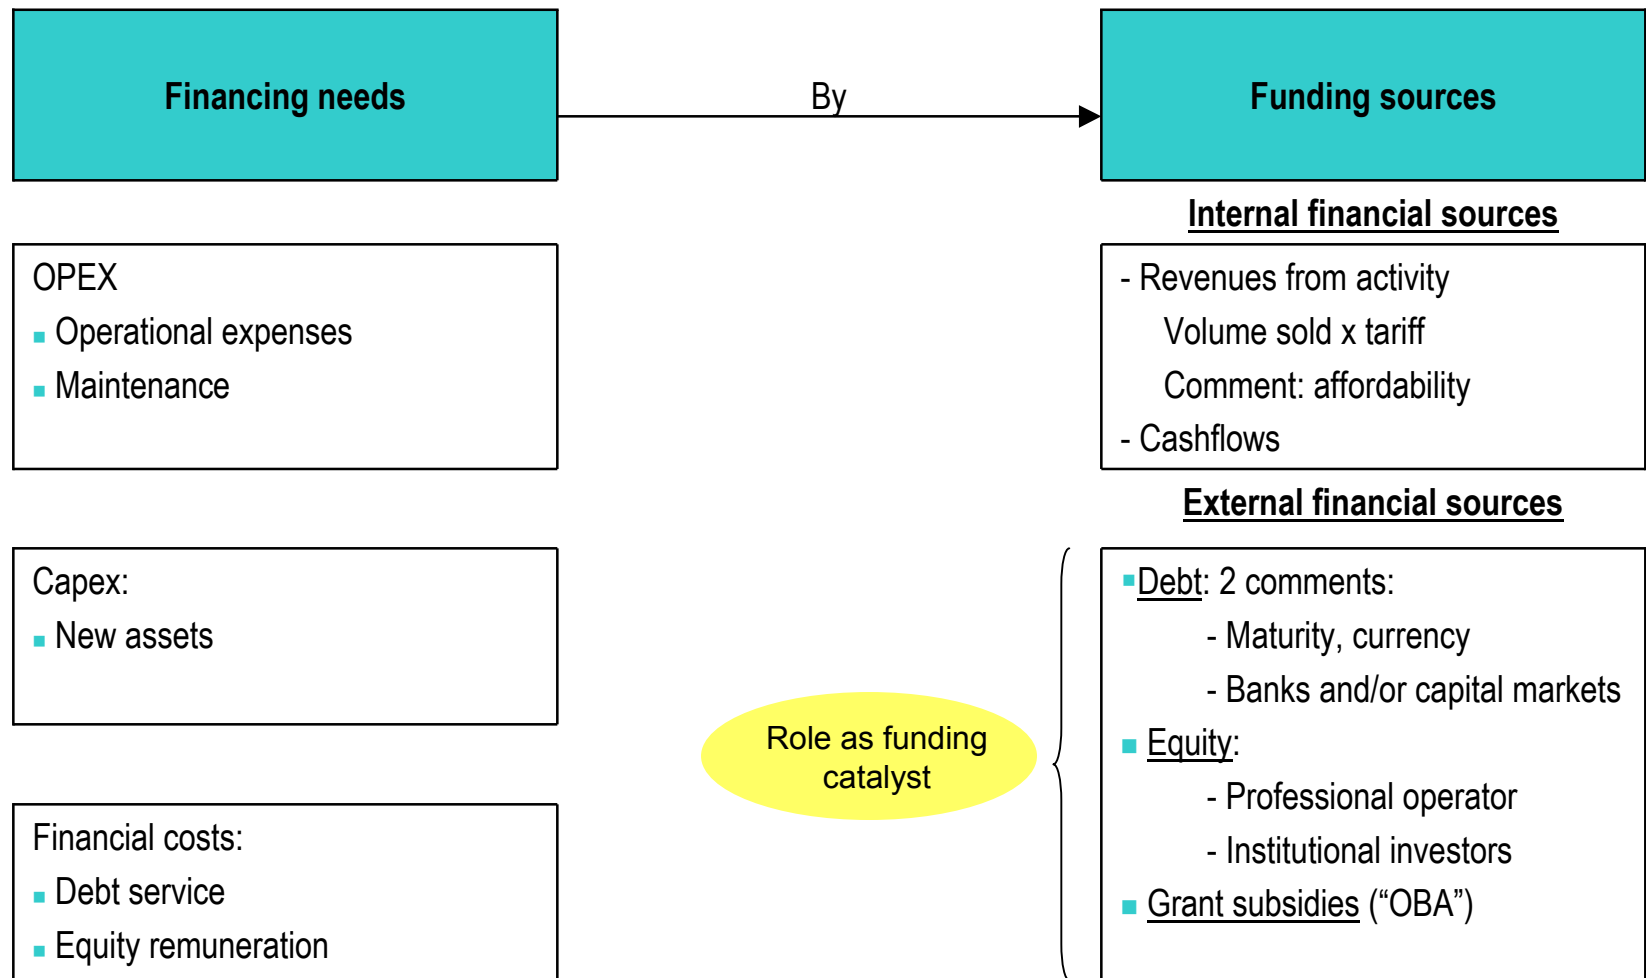 Financing needs
By
Funding sources
Internal financial sources
OPEX
▪ Operational expenses
▪ Maintenance
- Revenues from activity
Volume sold x tariff
Comment: affordability
- Cashflows
External financial sources
Capex:
▪ New assets
Financial costs:
▪ Debt service
▪ Equity remuneration
Role as funding
catalyst
▪Debt: 2 comments:
- Maturity, currency
- Banks and/or capital markets
▪ Equity:
- Professional operator
- Institutional investors
▪ Grant subsidies (“OBA”)